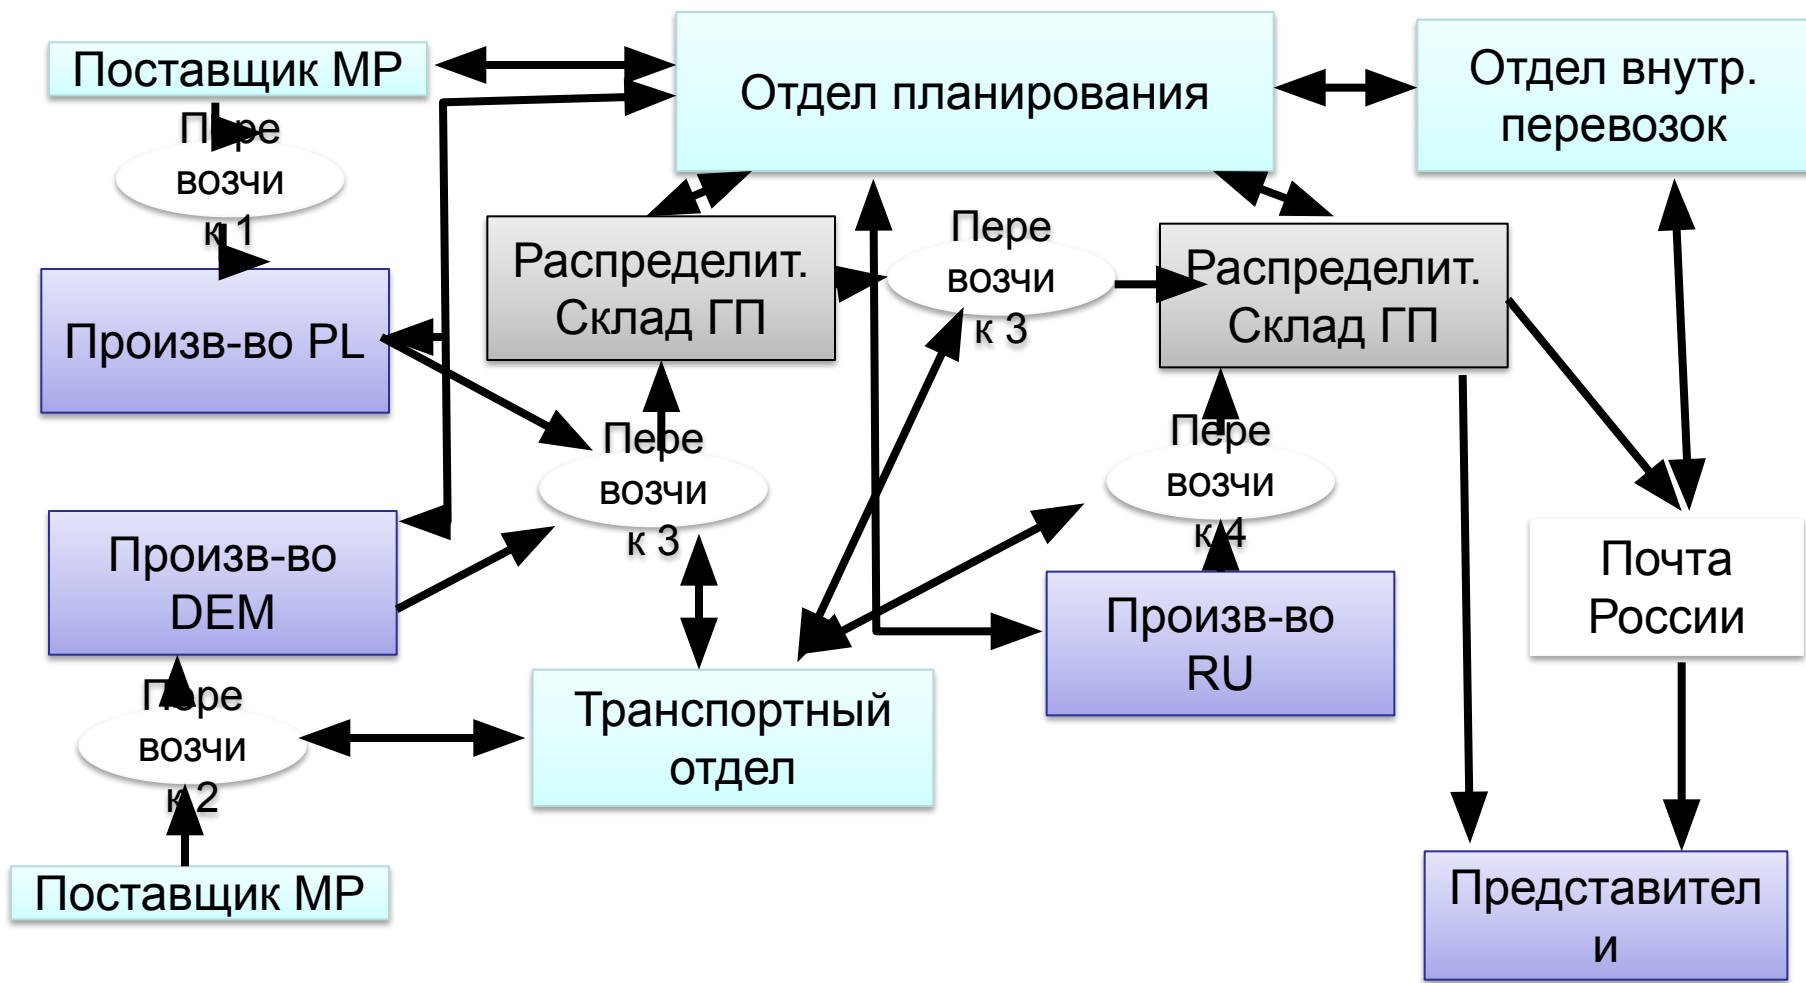 Поставщик МР
Отдел планирования
Отдел внутр.
перевозок
Пере
возчи
к 1
Распределит.
Склад ГП
Пере
возчи
к 3
Распределит.
Склад ГП
Произв-во PL
Пере
возчи
к 3
Пере
возчи
к 4
Произв-во
DEM
Почта
России
Произв-во
RU
Пере
возчи
к 2
Транспортный
отдел
Поставщик МР
Представител
и